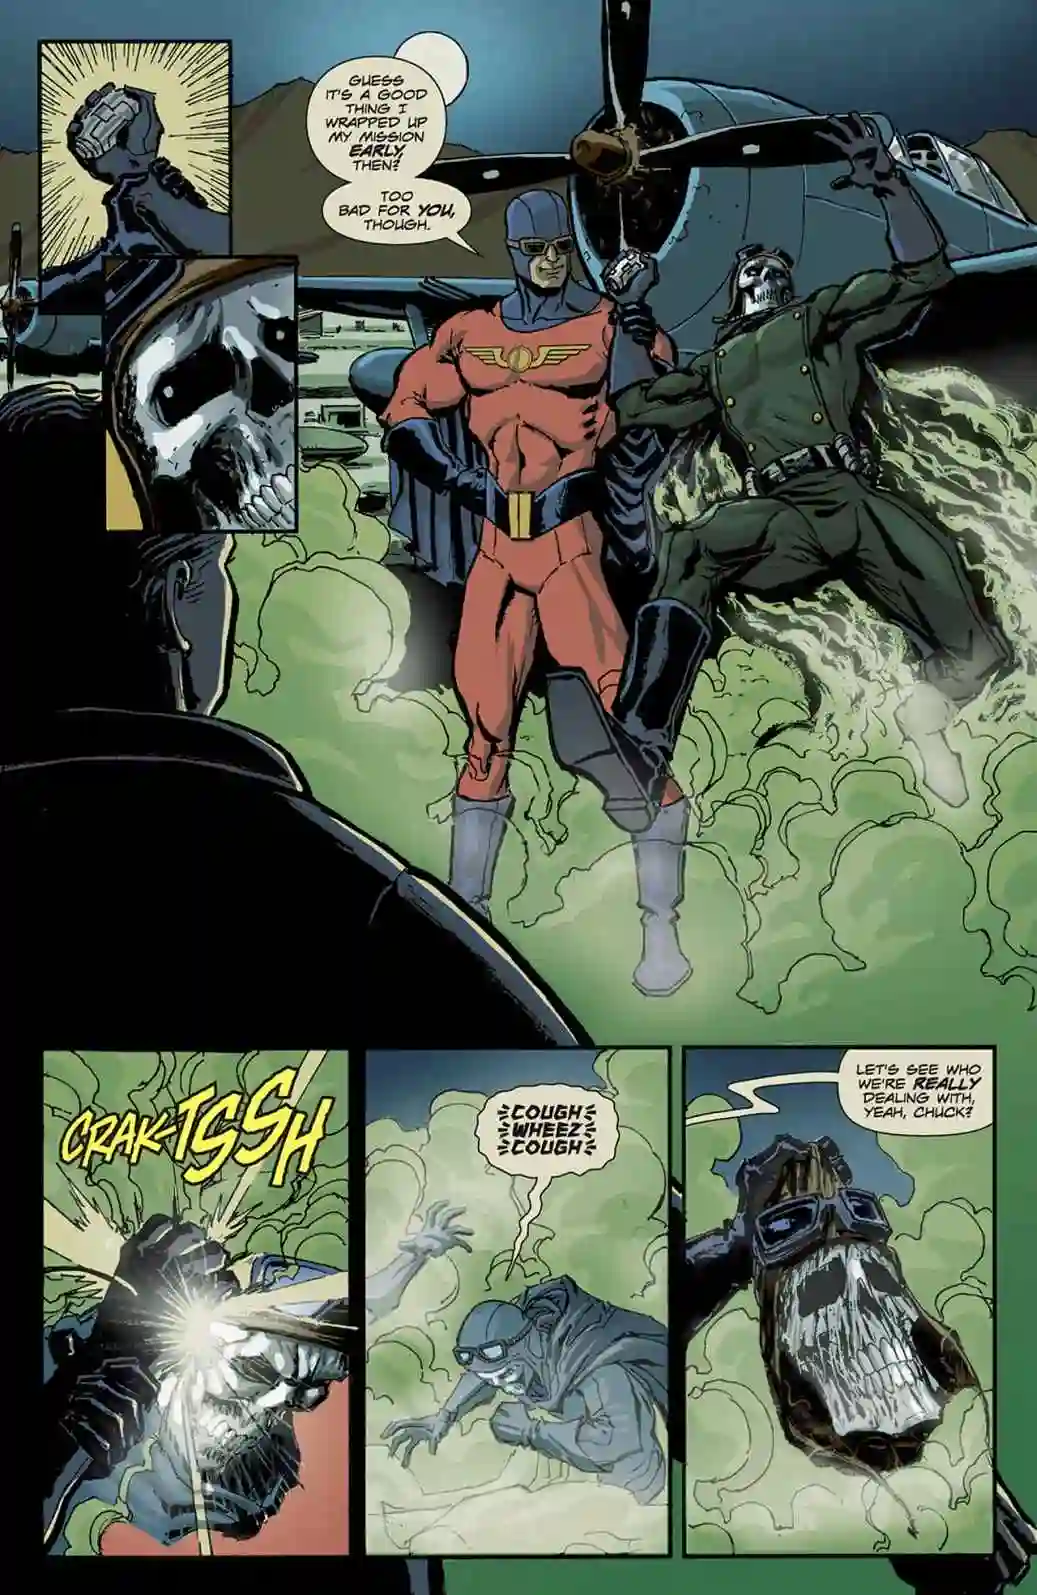 GUESS
IT'S A GOOD
THING I
WRAPPED UP
MY MISSION
EARLY,
THEN?
TOO
BAD FOR YOU,
THOUGH.
CRAK-TSSSH
COUGH
WHEEZ
COUGH
LET'S SEE WHO
WE'RE REALLY
DEALING WITH,
YEAH, CHUCK?